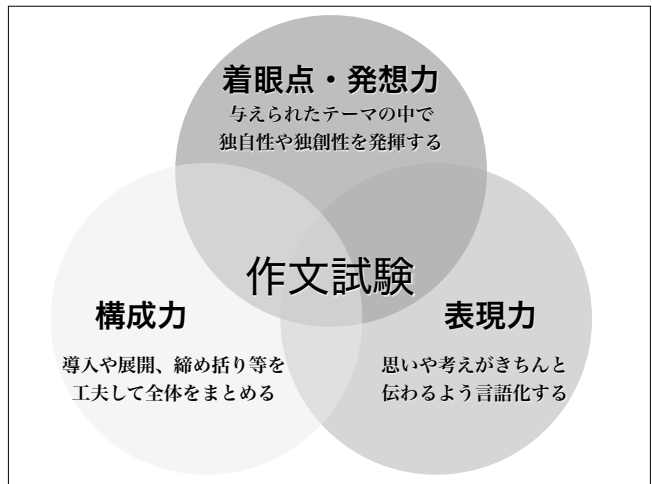 着眼点・発想力
与えられたテーマの中で
独自性や独創性を発揮する
作文試験
構成力
導入や展開、締め括り等を
工夫して全体をまとめる
表現力
思いや考えがきちんと
伝わるよう言語化する